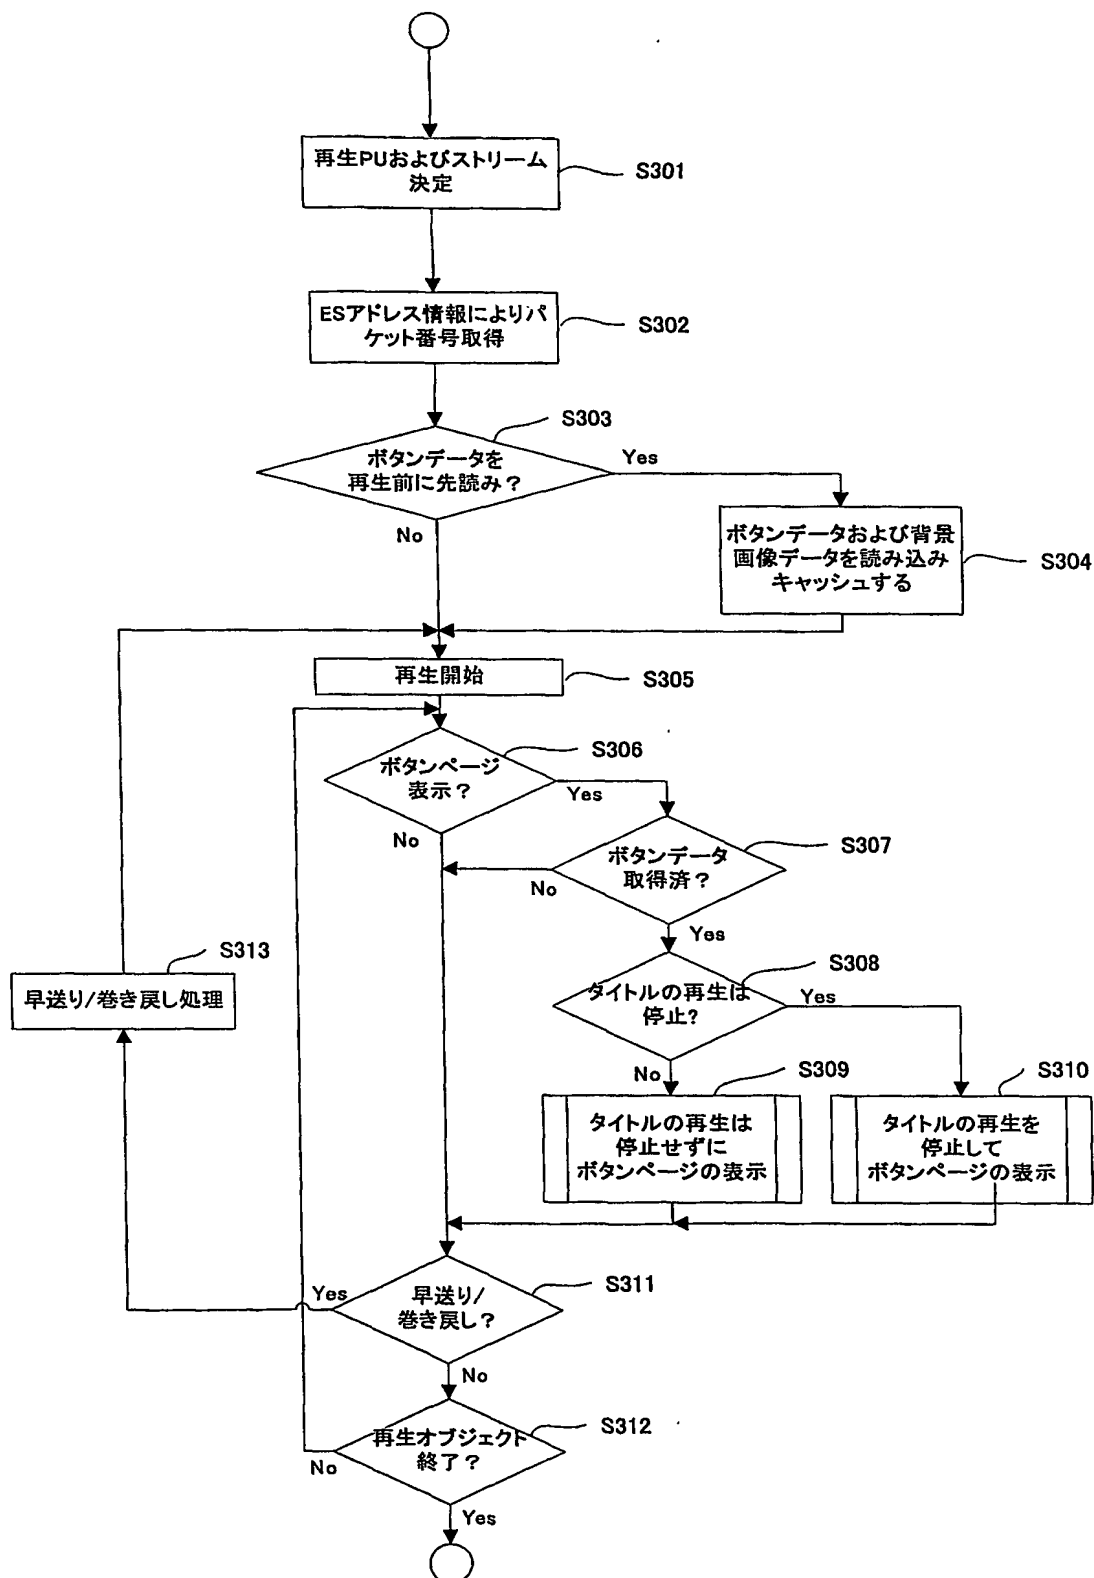 再生PUおよびストリーム
決定
S301
ESアドレス情報によりパ
ケット番号取得
S302
S303
ボタンデータを
再生前に先読み?
Yes
No
ボタンデータおよび背景
画像データを読み込み
キャッシュする
S304
再生開始
S305
S306
ボタンページ
表示?
Yes
No
S307
ボタンデータ
取得済?
No
Yes
S313
早送り/巻き戻し処理
S308
タイトルの再生は
停止?
Yes
No
S309
タイトルの再生は
停止せずに
ボタンページの表示
S310
タイトルの再生を
停止して
ボタンページの表示
S311
早送り/
巻き戻し?
Yes
No
S312
再生オブジェクト
終了?
No
Yes